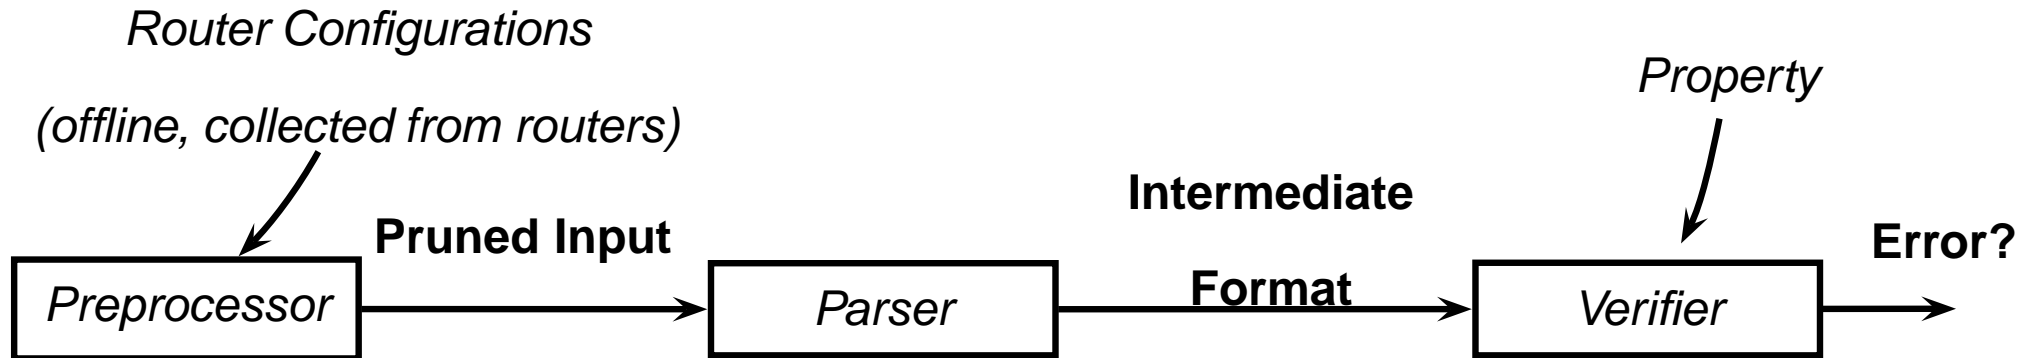 Router Configurations
(offline, collected from routers)
Property
Intermediate
Format
Pruned Input
Error?
Preprocessor
Parser
Verifier